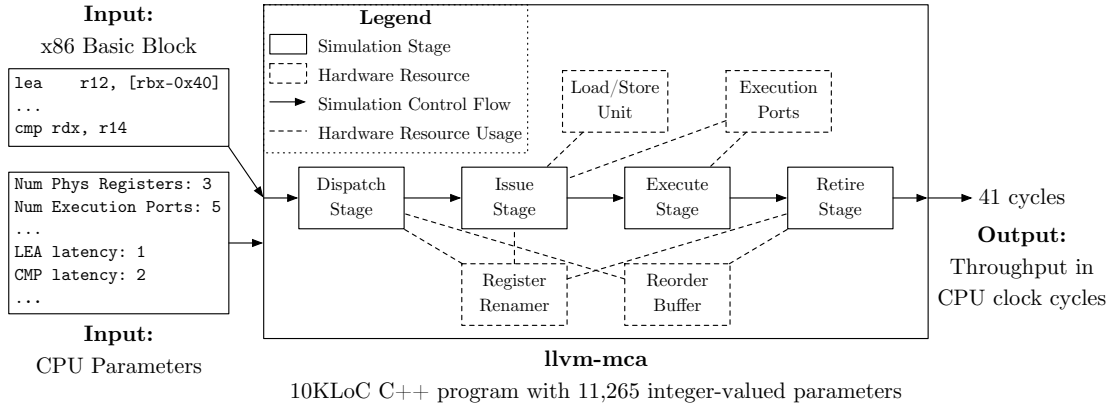 Input:
x86 Basic Block
lea    r12, [rbx-0x40]
...
cmp rdx, r14
Num Phys Registers: 3
Num Execution Ports: 5
...
LEA latency: 1
CMP latency: 2
...
Input:
CPU Parameters
Legend
Simulation Stage
Hardware Resource
Simulation Control Flow
Hardware Resource Usage
Load/Store
Unit
Execution
Ports
Dispatch
Stage
Issue
Stage
Execute
Stage
Retire
Stage
Register
Renamer
Reorder
Buffer
41 cycles
Output:
Throughput in
CPU clock cycles
llvm-mca
10KLoC C++ program with 11,265 integer-valued parameters